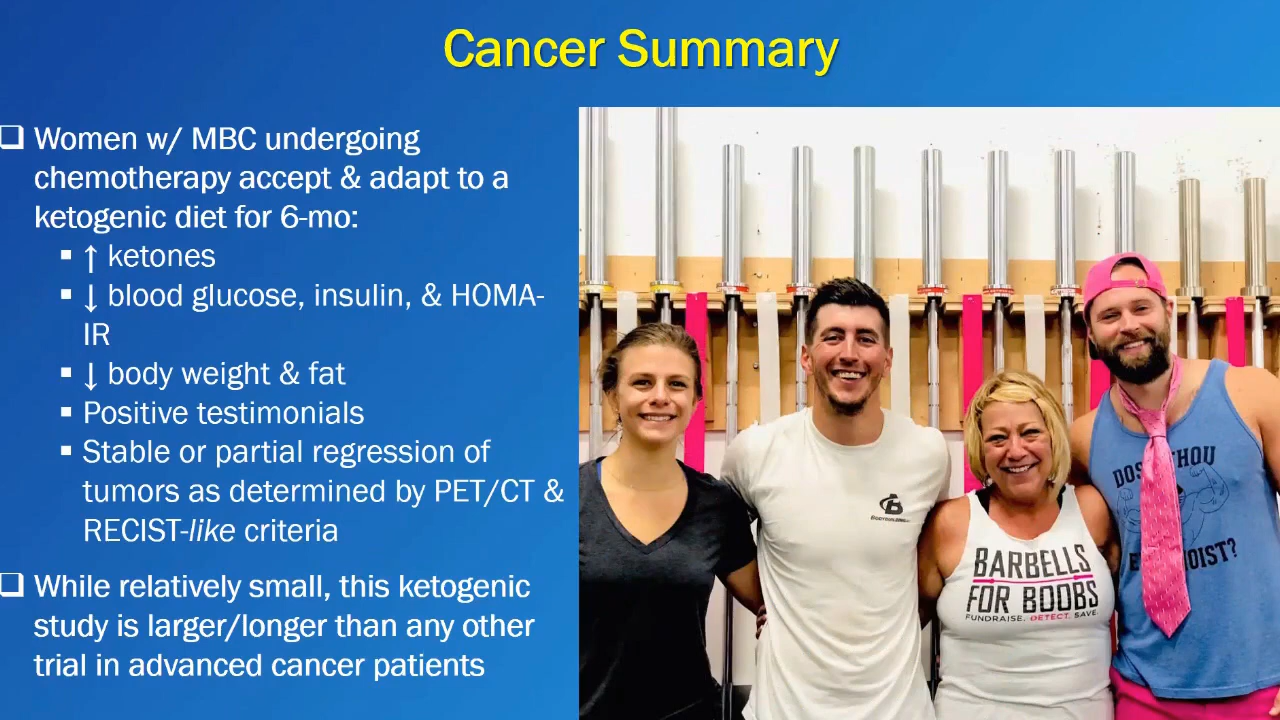 Cancer Summary
❑ Women w/ MBC undergoing
chemotherapy accept & adapt to a
ketogenic diet for 6-mo:
▪ ↑ ketones
▪ ↓ blood glucose, insulin, & HOMA-
IR
▪ ↓ body weight & fat
▪ Positive testimonials
▪ Stable or partial regression of
tumors as determined by PET/CT &
RECIST-like criteria
❑ While relatively small, this ketogenic
study is larger/longer than any other
trial in advanced cancer patients
BODYBUILDING
BARBELLS
FOR BOOBS
FUNDRAISE. DETECT. SAVE.
THOU